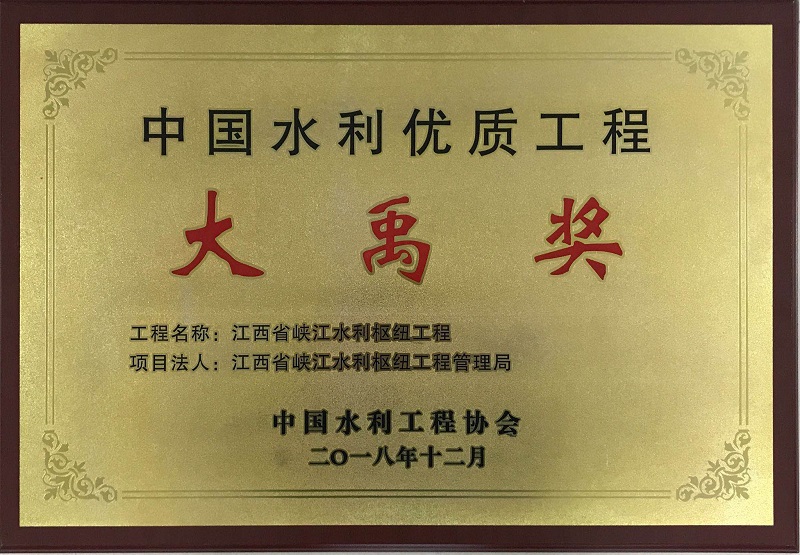 中国水利优质工程
大禹奖
工程名称：江西省峡江水利枢纽工程
项目法人：江西省峡江水利枢纽工程管理局
中国水利工程协会
二〇一八年十二月